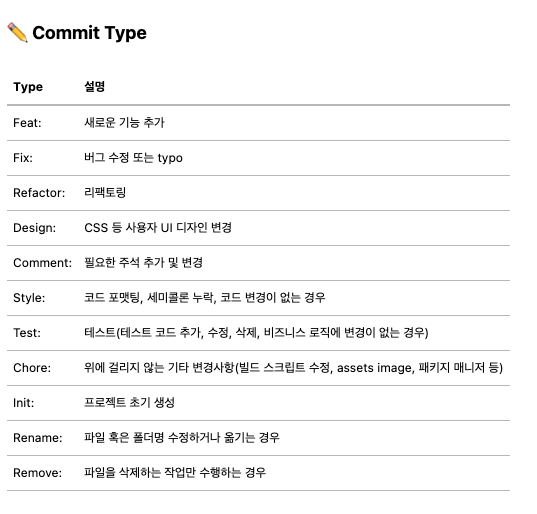 ✏️ Commit Type
Type 설명
Feat: 새로운 기능 추가
Fix: 버그 수정 또는 typo
Refactor: 리팩토링
Design: CSS 등 사용자 UI 디자인 변경
Comment: 필요한 주석 추가 및 변경
Style: 코드 포맷팅, 세미콜론 누락, 코드 변경이 없는 경우
Test: 테스트(테스트 코드 추가, 수정, 삭제, 비즈니스 로직에 변경이 없는 경우)
Chore: 위에 걸리지 않는 기타 변경사항(빌드 스크립트 수정, assets image, 패키지 매니저 등)
Init: 프로젝트 초기 생성
Rename: 파일 혹은 폴더명 수정하거나 옮기는 경우
Remove: 파일을 삭제하는 작업만 수행하는 경우